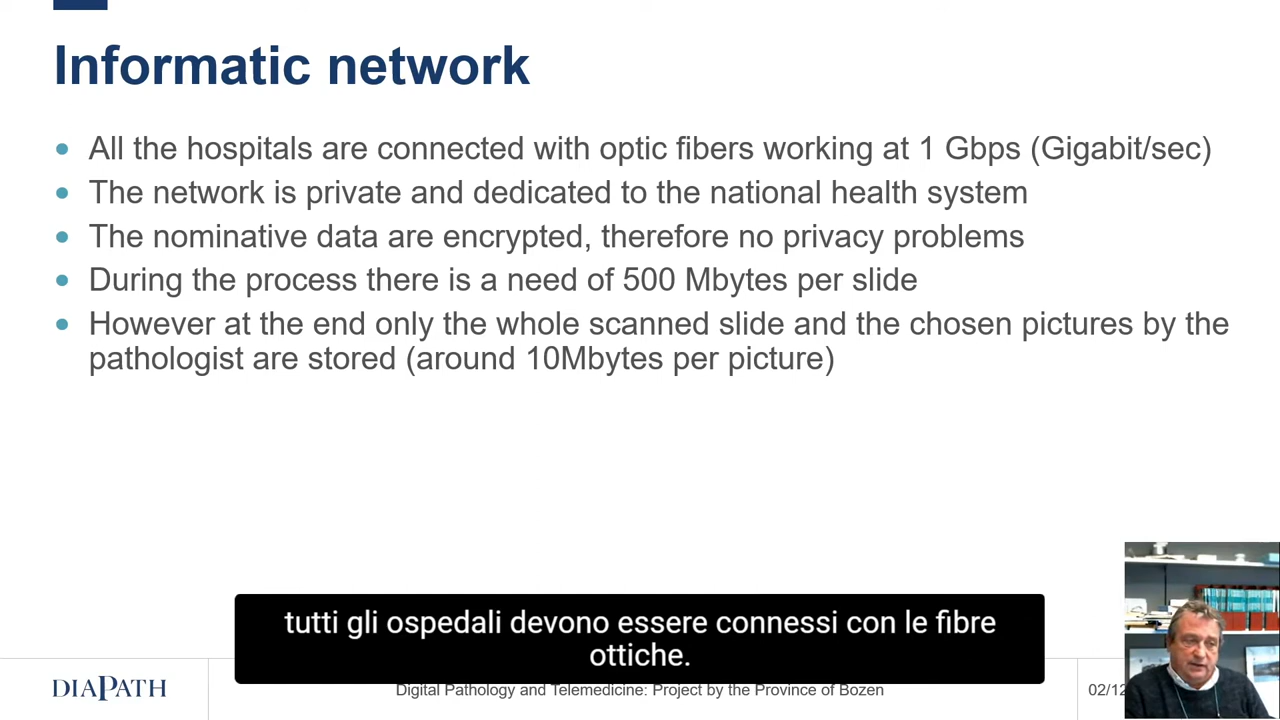 Informatic network
• All the hospitals are connected with optic fibers working at 1 Gbps (Gigabit/sec)
• The network is private and dedicated to the national health system
• The nominative data are encrypted, therefore no privacy problems
• During the process there is a need of 500 Mbytes per slide
• However at the end only the whole scanned slide and the chosen pictures by the
pathologist are stored (around 10Mbytes per picture)
tutti gli ospedali devono essere connessi con le fibre
ottiche.
DIAPATH
Digital Pathology and Telemedicine: Project by the Province of Bozen
02/12